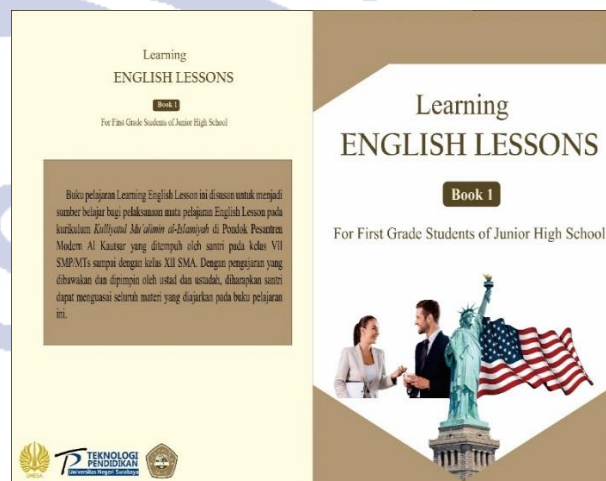 Learning
ENGLISH LESSONS
Book 1
For First Grade Students of Junior High School
Buku pelajaran Learning English Lesson ini disusun untuk menjadi
sumber belajar bagi pelaksanaan mata pelajaran English Lesson pada
kurikulum Kulliyatul Mu'alimin al-Islamiyah di Pondok Pesantren
Modern Al Kautsar yang ditempuh oleh santri pada kelas VII
SMP/MTs sampai dengan kelas XII SMA. Dengan pengajaran yang
dibawakan dan dipimpin oleh ustad dan ustadah, diharapkan santri
dapat menguasai seluruh materi yang diajarkan pada buku pelajaran
ini.
UNESA
TEKNOLOGI
PENDIDIKAN
Universitas Negeri Surabaya
Learning
ENGLISH LESSONS
Book 1
For First Grade Students of Junior High School